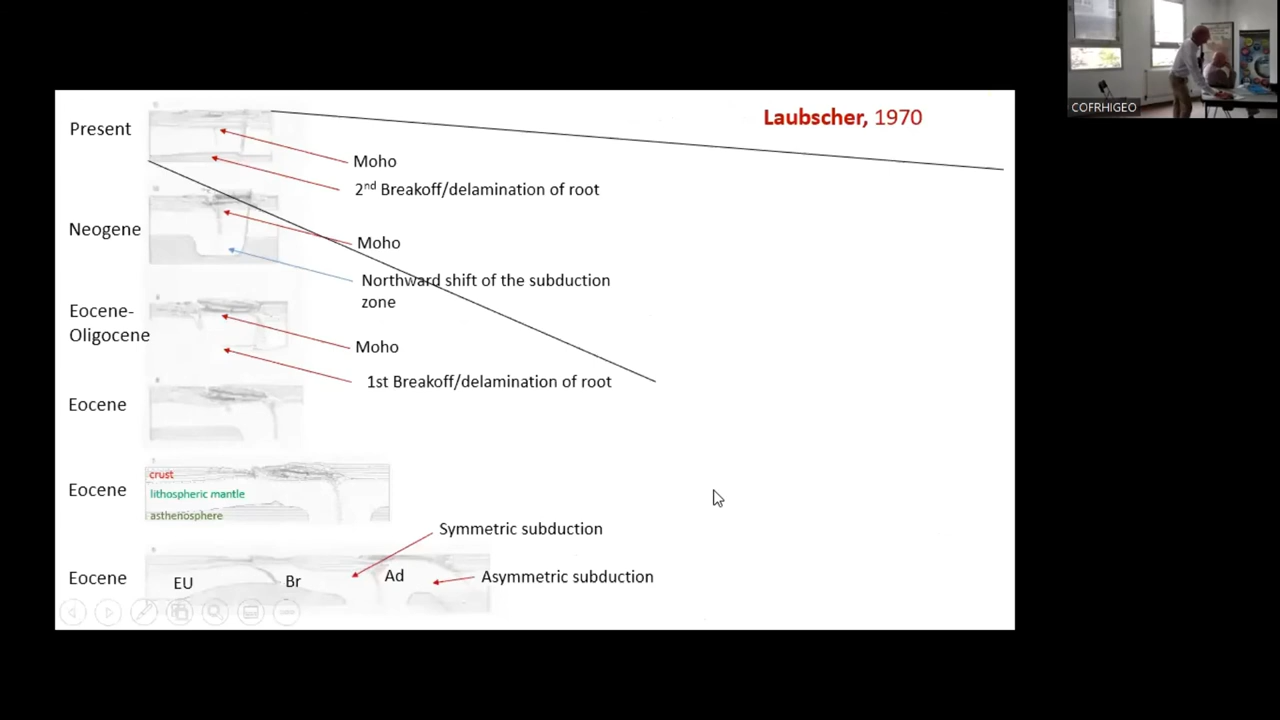 Laubscher, 1970
Present
Moho
2nd Breakoff/delamination of root
Neogene
Moho
Northward shift of the subduction
zone
Eocene-
Oligocene
Moho
1st Breakoff/delamination of root
Eocene
Eocene
crust
lithospheric mantle
asthenosphere
Symmetric subduction
Eocene
EU
Br
Ad
Asymmetric subduction
COFRHIGEO